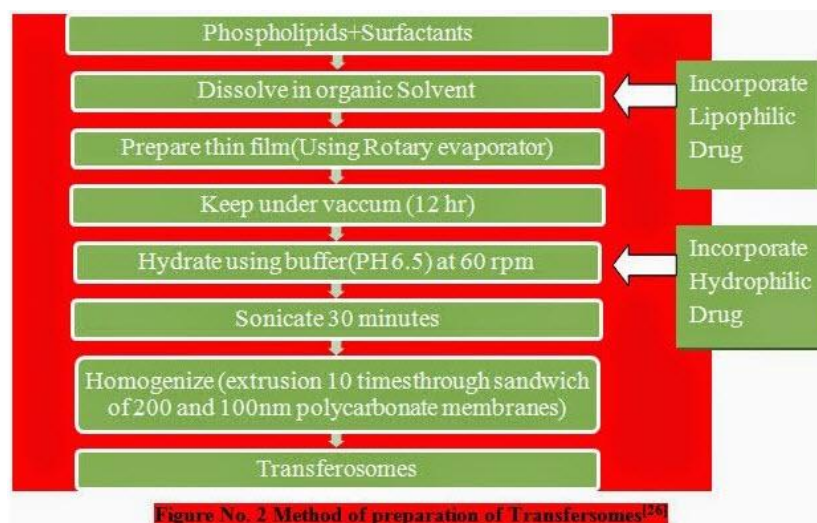 Phospholipids+Surfactants
Dissolve in organic Solvent
Incorporate
Lipophilic
Drug
Prepare thin film(Using Rotary evaporator)
Keep under vaccum (12 hr)
Hydrate using buffer(PH 6.5) at 60 rpm
Incorporate
Hydrophilic
Drug
Sonicate 30 minutes
Homogenize (extrusion 10 timesthrough sandwich
of 200 and 100nm polycarbonate membranes)
Transferosomes
Figure No. 2 Method of preparation of Transfersomes[26]